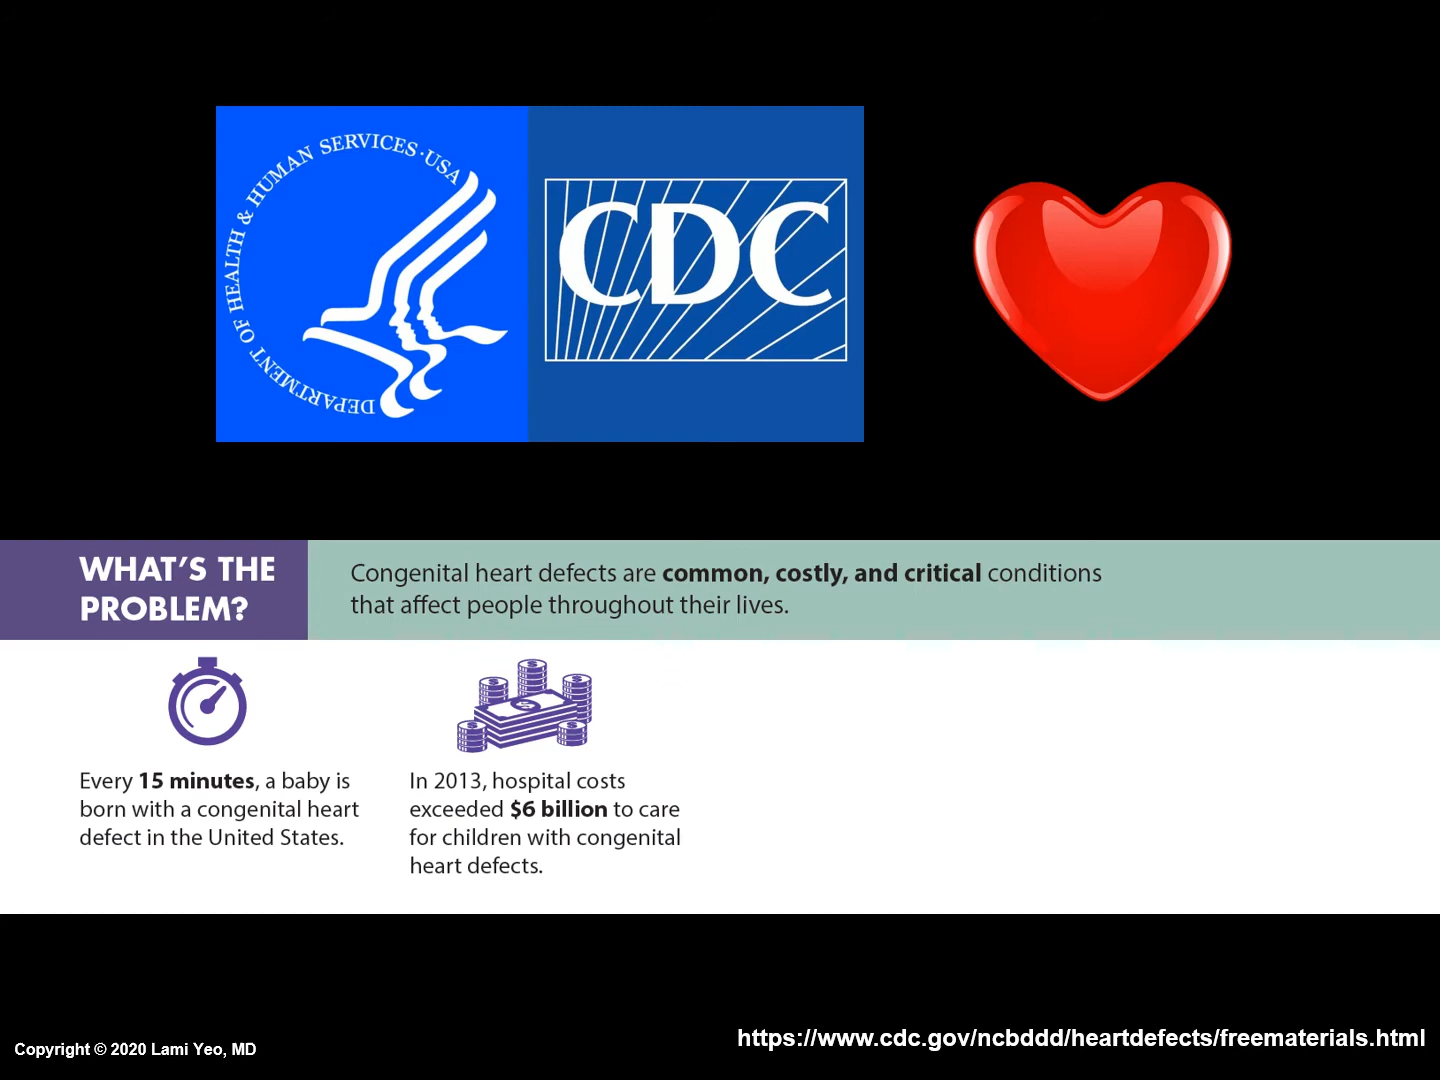 DEPARTMENT OF HEALTH & HUMAN SERVICES · USA
CDC
WHAT'S THE
PROBLEM?
Congenital heart defects are common, costly, and critical conditions
that affect people throughout their lives.
Every 15 minutes, a baby is
born with a congenital heart
defect in the United States.
In 2013, hospital costs
exceeded $6 billion to care
for children with congenital
heart defects.
Copyright © 2020 Lami Yeo, MD
https://www.cdc.gov/ncbddd/heartdefects/freematerials.html